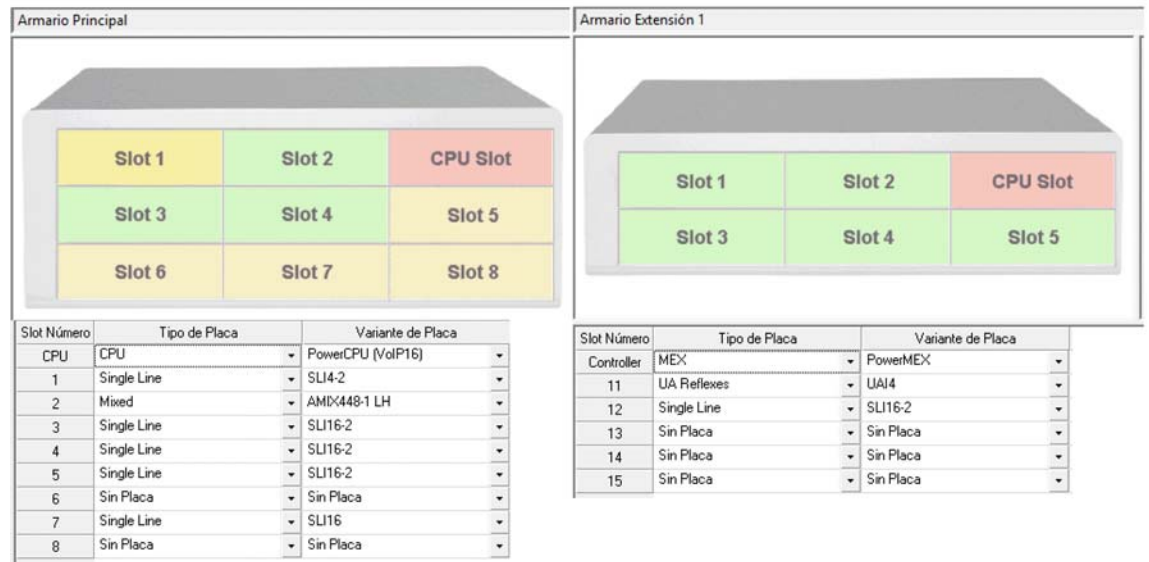 Armario Principal
Slot 1 Slot 2 CPU Slot
Slot 3 Slot 4 Slot 5
Slot 6 Slot 7 Slot 8
Slot Número Tipo de Placa Variante de Placa
CPU CPU PowerCPU (VoIP16)
1 Single Line SLI4-2
2 Mixed AMIX448-1 LH
3 Single Line SLI16-2
4 Single Line SLI16-2
5 Single Line SLI16-2
6 Sin Placa Sin Placa
7 Single Line SLI16
8 Sin Placa Sin Placa
Armario Extensión 1
Slot 1 Slot 2 CPU Slot
Slot 3 Slot 4 Slot 5
Slot Número Tipo de Placa Variante de Placa
Controller MEX PowerMEX
11 UA Reflexes UAI4
12 Single Line SLI16-2
13 Sin Placa Sin Placa
14 Sin Placa Sin Placa
15 Sin Placa Sin Placa